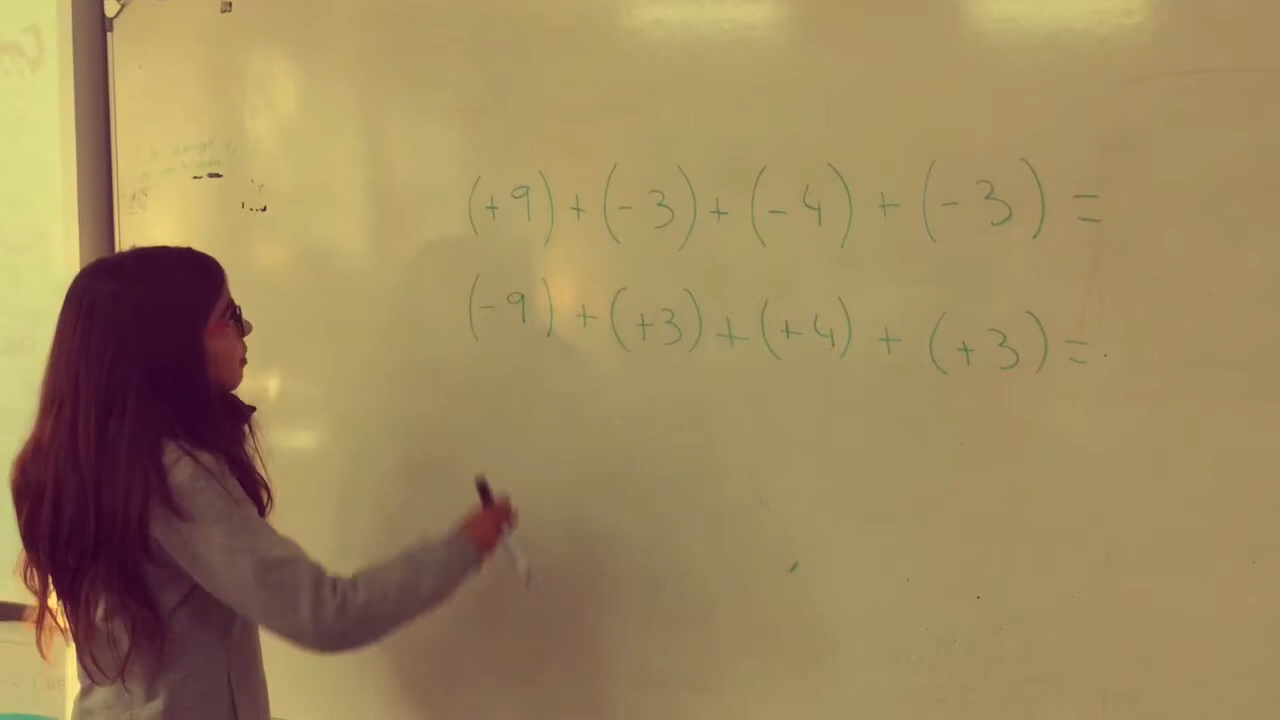 (+9) + (-3) + (-4) + (-3) =
(-9) + (+3) + (+4) + (+3) =